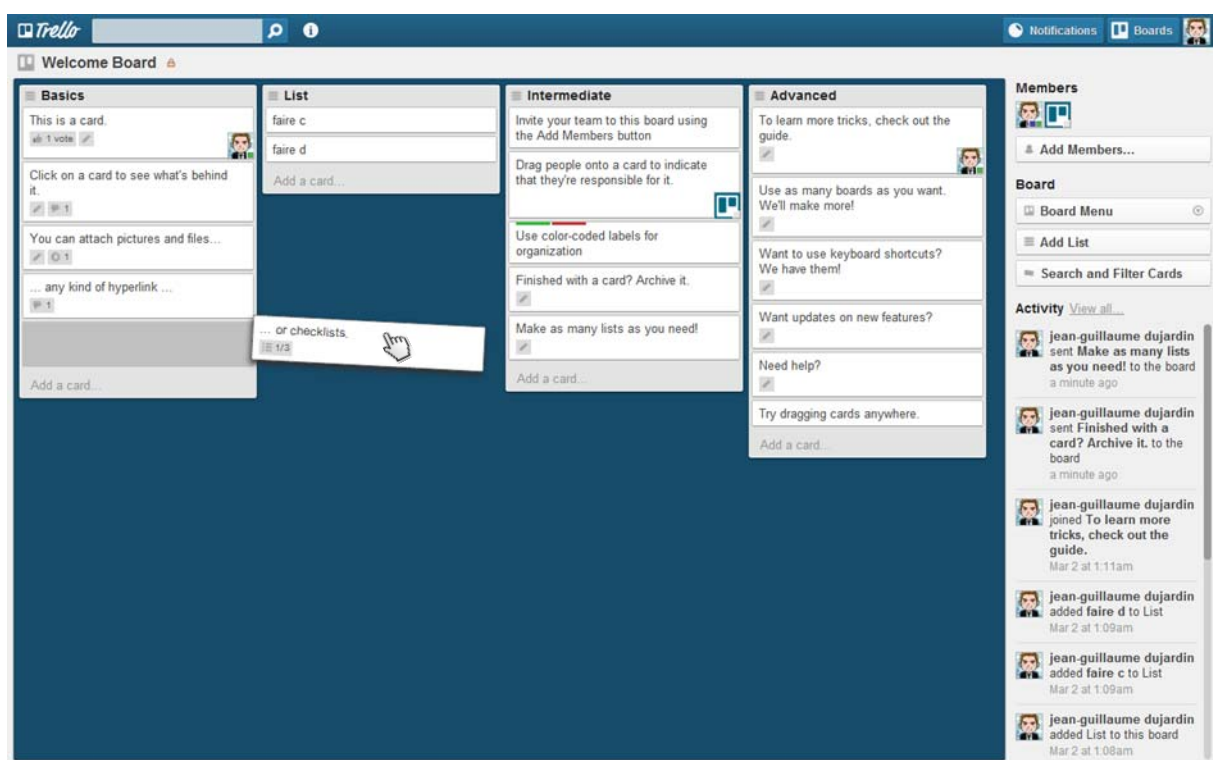 Trello
Notifications
Boards
Welcome Board
Basics
This is a card.
1 vote
Click on a card to see what's behind
it.
1
You can attach pictures and files...
1
... any kind of hyperlink ...
1
Add a card...
... or checklists.
1/3
List
faire c
faire d
Add a card...
Intermediate
Invite your team to this board using
the Add Members button
Drag people onto a card to indicate
that they're responsible for it.
Use color-coded labels for
organization
Finished with a card? Archive it.
Make as many lists as you need!
Add a card...
Advanced
To learn more tricks, check out the
guide.
Use as many boards as you want.
We'll make more!
Want to use keyboard shortcuts?
We have them!
Want updates on new features?
Need help?
Try dragging cards anywhere.
Add a card...
Members
Add Members...
Board
Board Menu
Add List
Search and Filter Cards
Activity View all...
jean-guillaume dujardin
sent Make as many lists
as you need! to the board
a minute ago
jean-guillaume dujardin
sent Finished with a
card? Archive it. to the
board
a minute ago
jean-guillaume dujardin
joined To learn more
tricks, check out the
guide.
Mar 2 at 1:11am
jean-guillaume dujardin
added faire d to List
Mar 2 at 1:09am
jean-guillaume dujardin
added faire c to List
Mar 2 at 1:09am
jean-guillaume dujardin
added List to this board
Mar 2 at 1:08am